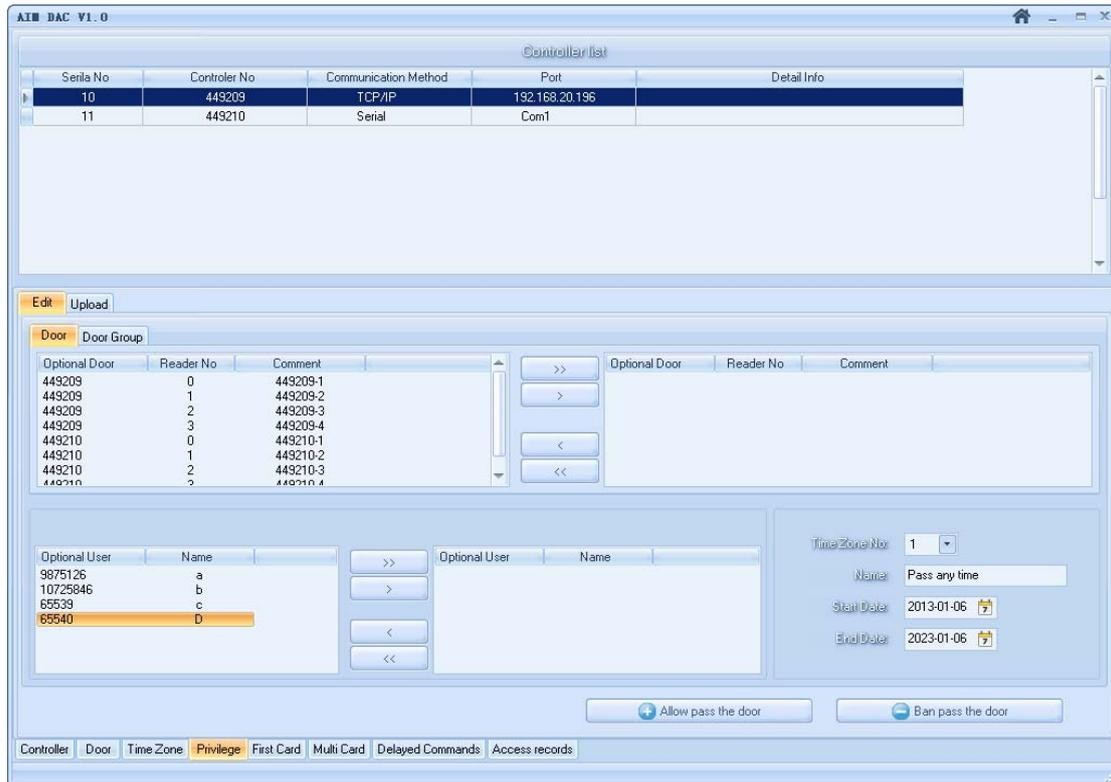 AIM DAC V1.0
Controller list
Serila No Controler No Communication Method Port Detail Info
10 449209 TCP/IP 192.168.20.196
11 449210 Serial Com1
Edit Upload
Door Door Group
Optional Door Reader No Comment >> Optional Door Reader No Comment
449209 0 449209-1
449209 1 449209-2 >
449209 2 449209-3
449209 3 449209-4
449210 0 449210-1 <
449210 1 449210-2
449210 2 449210-3 <<
449210 3 449210-4
Time Zone No: 1
Optional User Name >> Optional User Name
9875126 a Name: Pass any time
10725846 b >
65539 c Start Date: 2013-01-06
65540 D <
End Date: 2023-01-06
<<
Allow pass the door Ban pass the door
Controller Door Time Zone Privilege First Card Multi Card Delayed Commands Access records